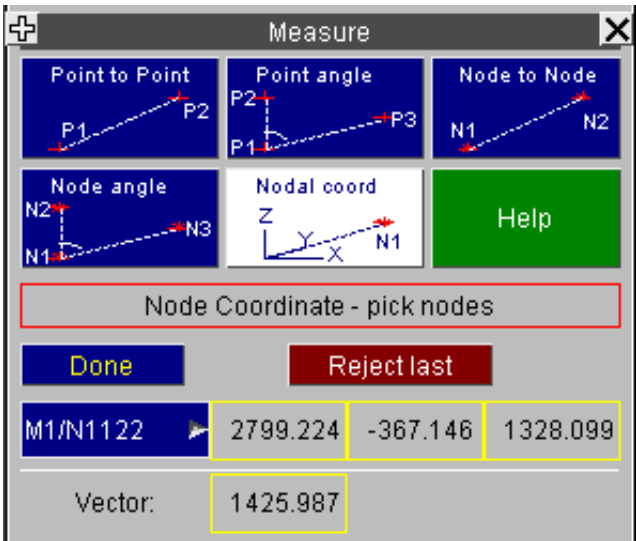 Measure
Point to Point
P1
P2
Point angle
P2
P3
P1
Node to Node
N1
N2
Node angle
N2
N3
N1
Nodal coord
Z
Y
X
N1
Help
Node Coordinate - pick nodes
Done
Reject last
M1/N1122 2799.224 -367.146 1328.099
Vector: 1425.987